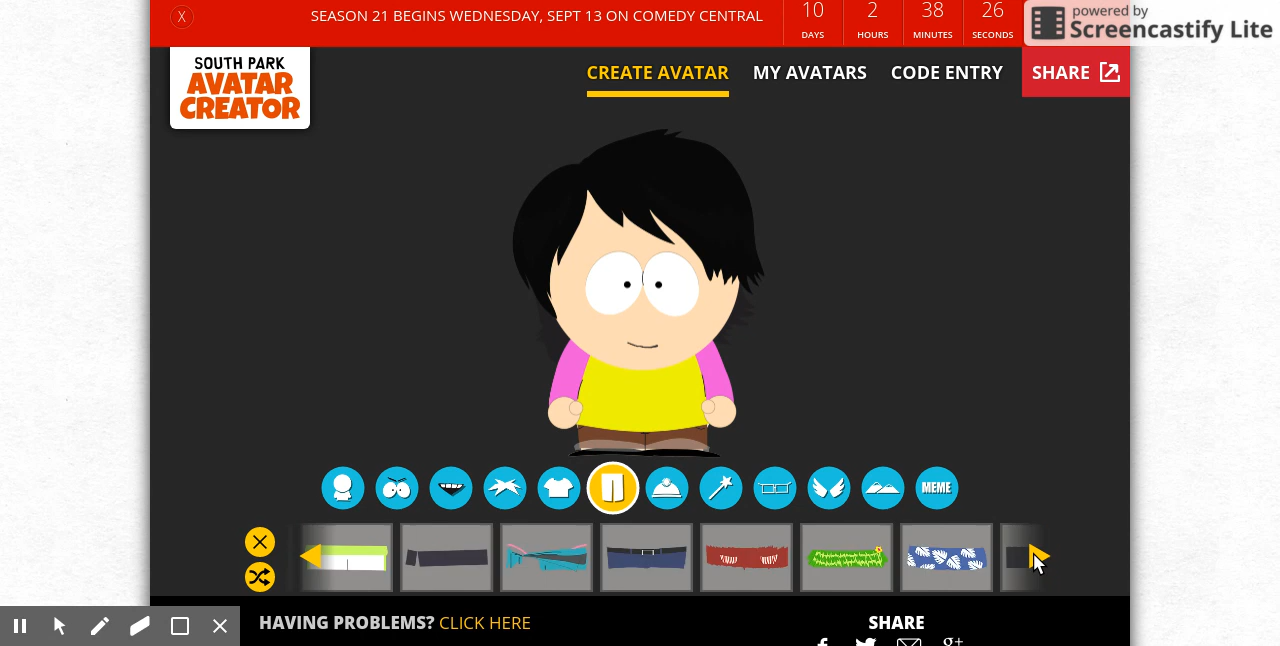 X
SEASON 21 BEGINS WEDNESDAY, SEPT 13 ON COMEDY CENTRAL
10 2 38 26
DAYS HOURS MINUTES SECONDS
powered by
Screencastify Lite
SOUTH PARK
AVATAR
CREATOR
CREATE AVATAR MY AVATARS CODE ENTRY SHARE
MEME
HAVING PROBLEMS? CLICK HERE
SHARE
f g+